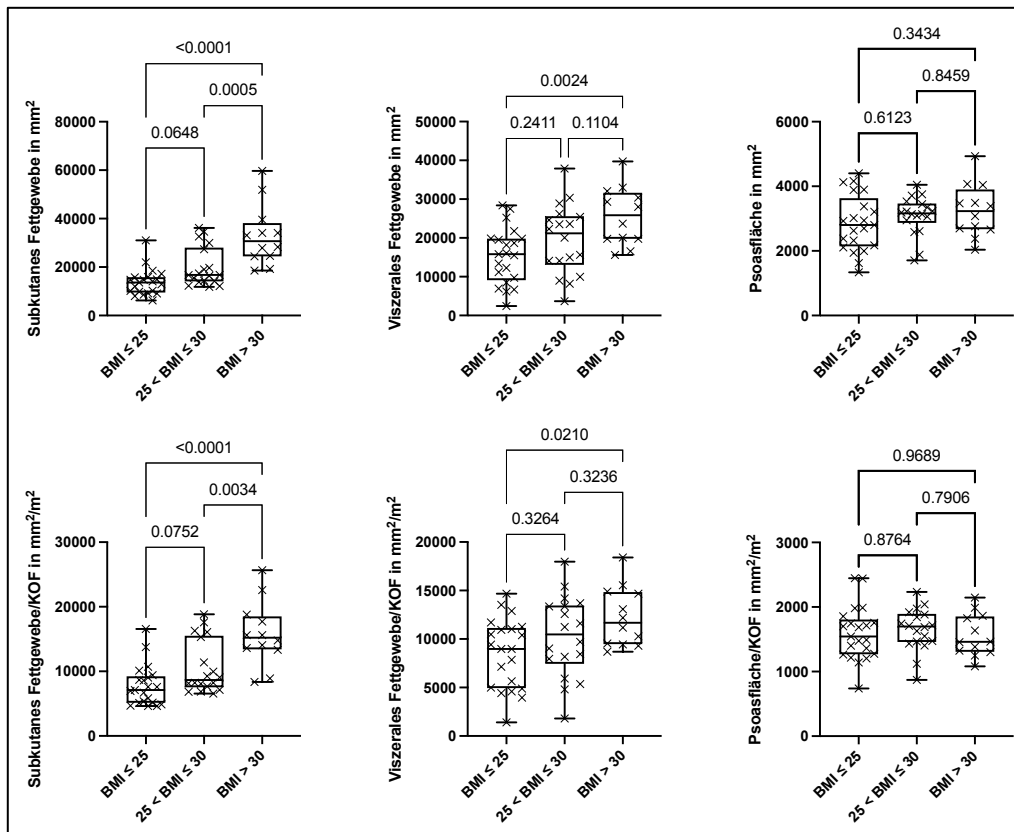 <0.0001
0.0005
0.0648
Subkutanes Fettgewebe in mm²
80000
60000
40000
20000
0
BMI ≤ 25
25 < BMI ≤ 30
BMI > 30
0.0024
0.2411
0.1104
Viszerales Fettgewebe in mm²
50000
40000
30000
20000
10000
0
BMI ≤ 25
25 < BMI ≤ 30
BMI > 30
0.3434
0.8459
0.6123
Psoasfläche in mm²
6000
4000
2000
0
BMI ≤ 25
25 < BMI ≤ 30
BMI > 30
<0.0001
0.0034
0.0752
Subkutanes Fettgewebe/KOF in mm²/m²
30000
20000
10000
0
BMI ≤ 25
25 < BMI ≤ 30
BMI > 30
0.0210
0.3236
0.3264
Viszerales Fettgewebe/KOF in mm²/m²
20000
15000
10000
5000
0
BMI ≤ 25
25 < BMI ≤ 30
BMI > 30
0.9689
0.7906
0.8764
Psoasfläche/KOF in mm²/m²
3000
2000
1000
0
BMI ≤ 25
25 < BMI ≤ 30
BMI > 30